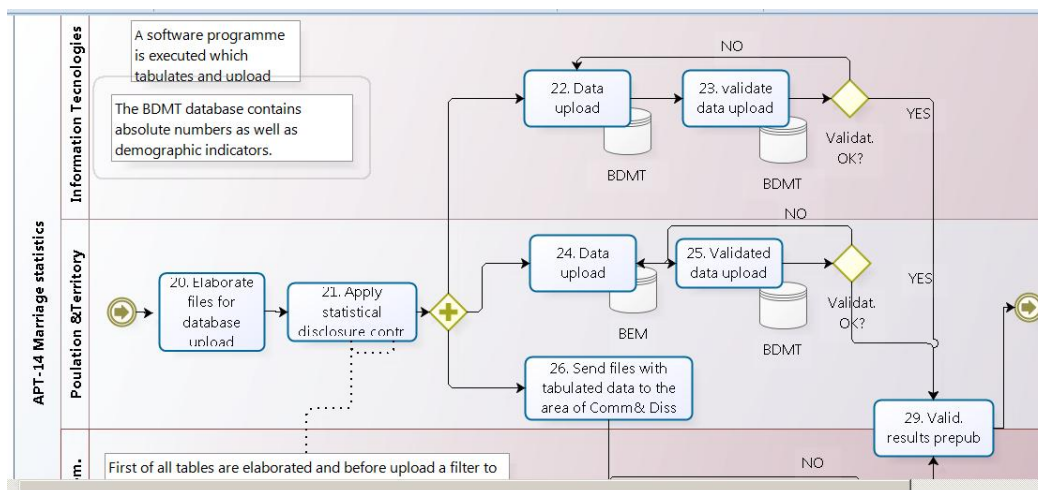 APT-14 Marriage statistics
Information Tecnologies
A software programme
is executed which
tabulates and upload
The BDMT database contains
absolute numbers as well as
demographic indicators.
22. Data
upload
BDMT
23. validate
data upload
BDMT
NO
Validat.
OK?
YES
Poulation &Territory
20. Elaborate
files for
database
upload
21. Apply
statistical
disclosure contr
24. Data
upload
BEM
25. Validated
data upload
BDMT
NO
Validat.
OK?
YES
26. Send files with
tabulated data to the
area of Comm& Diss
29. Valid.
results prepub
m.
First of all tables are elaborated and before upload a filter to
NO